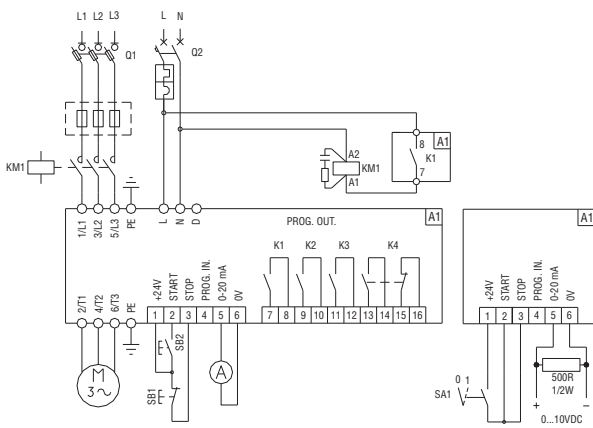 L1 L2 L3
L N
Q1
Q2
8 A1
K1
7
A2
KM1
A1
KM1
1/L1 3/L2 5/L3 PE L N D
PROG. OUT.
A1
K1 K2 K3 K4
2/T1 4/T2 6/T3 PE
+24V START STOP PROG. IN. 0-20 mA 0V
1 2 3 4 5 6 7 8 9 10 11 12 13 14 15 16
SB2
SB1
A
M
3~
A1
+24V START STOP PROG. IN. 0-20 mA 0V
1 2 3 4 5 6
SA1
0 1
500R
1/2W
+ −
0...10VDC